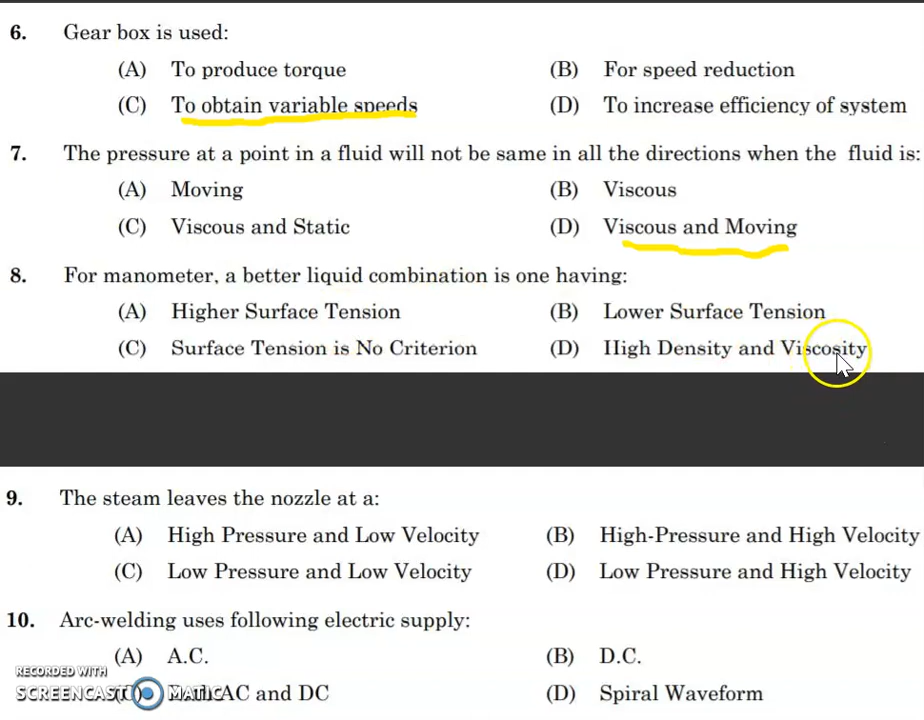 6. Gear box is used:
(A) To produce torque (B) For speed reduction
(C) To obtain variable speeds (D) To increase efficiency of system
7. The pressure at a point in a fluid will not be same in all the directions when the fluid is:
(A) Moving (B) Viscous
(C) Viscous and Static (D) Viscous and Moving
8. For manometer, a better liquid combination is one having:
(A) Higher Surface Tension (B) Lower Surface Tension
(C) Surface Tension is No Criterion (D) High Density and Viscosity
9. The steam leaves the nozzle at a:
(A) High Pressure and Low Velocity (B) High-Pressure and High Velocity
(C) Low Pressure and Low Velocity (D) Low Pressure and High Velocity
10. Arc-welding uses following electric supply:
(A) A.C. (B) D.C.
RECORDED WITH
SCREENCAST MATIC
AC and DC (D) Spiral Waveform